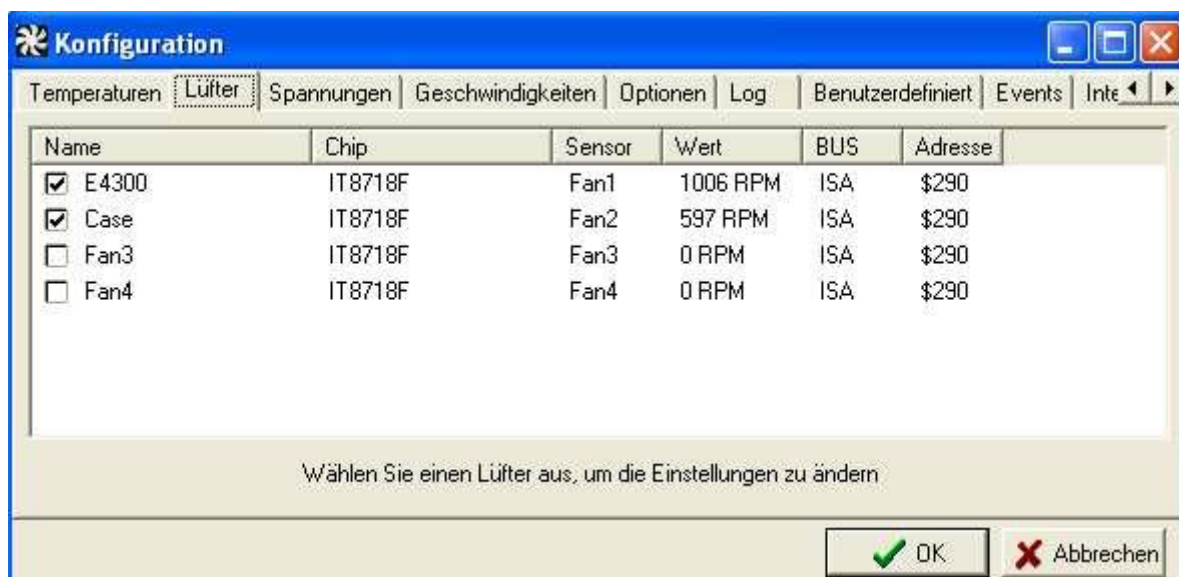 Konfiguration
Temperaturen Lüfter Spannungen Geschwindigkeiten Optionen Log Benutzerdefiniert Events Inte
Name Chip Sensor Wert BUS Adresse
E4300 IT8718F Fan1 1006 RPM ISA $290
Case IT8718F Fan2 597 RPM ISA $290
Fan3 IT8718F Fan3 0 RPM ISA $290
Fan4 IT8718F Fan4 0 RPM ISA $290
Wählen Sie einen Lüfter aus, um die Einstellungen zu ändern
OK Abbrechen